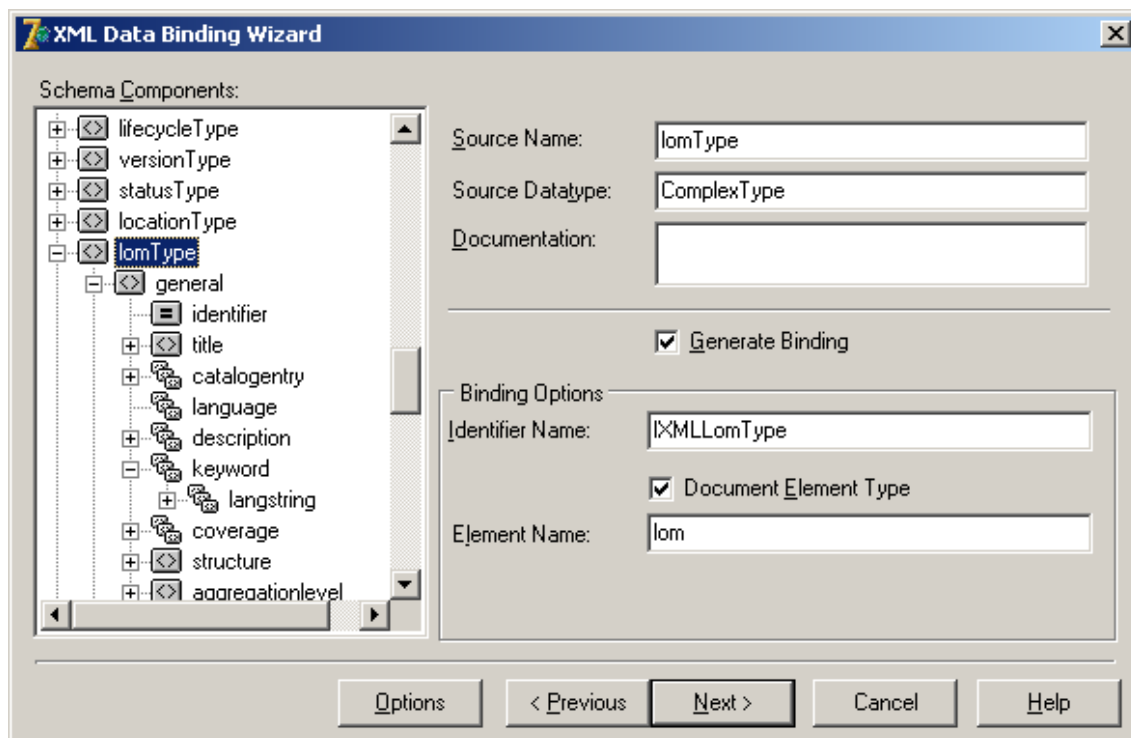 XML Data Binding Wizard
Schema Components:
lifecycleType
versionType
statusType
locationType
lomType
general
identifier
title
catalogentry
language
description
keyword
langstring
coverage
structure
aggregationlevel
Source Name: lomType
Source Datatype: ComplexType
Documentation:
Generate Binding
Binding Options
Identifier Name: IXMLLomType
Document Element Type
Element Name: lom
Options < Previous Next > Cancel Help